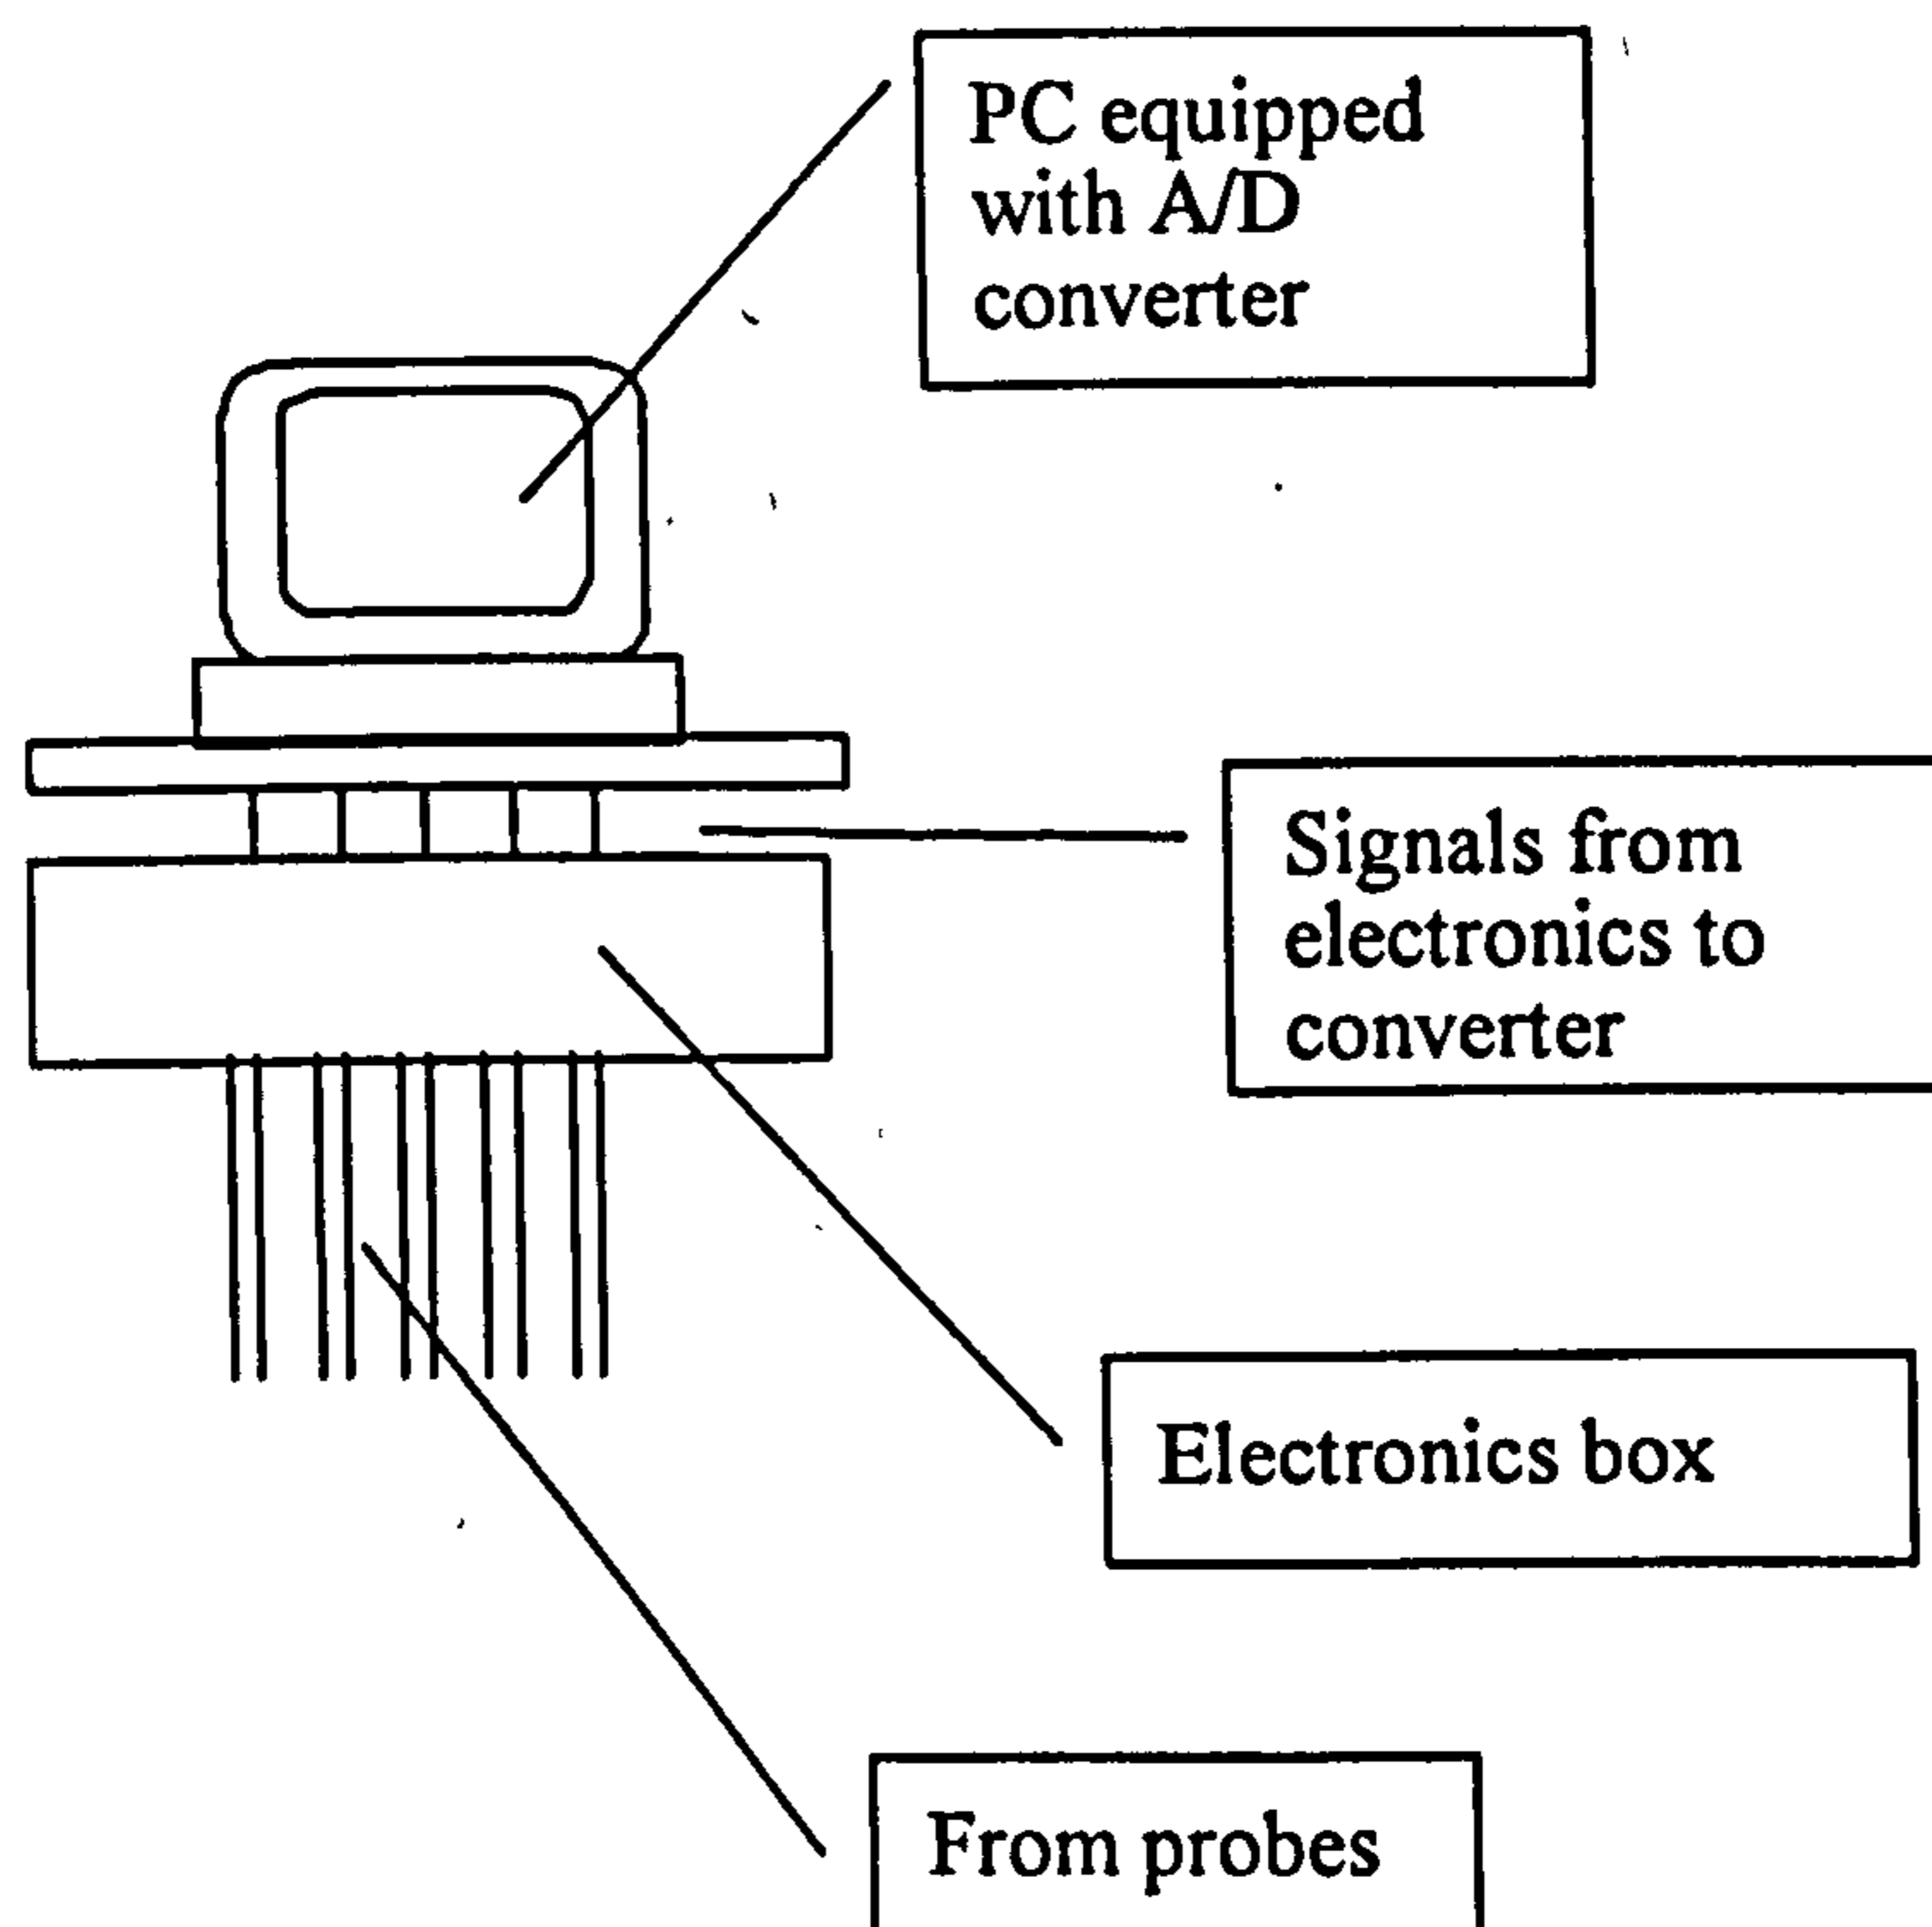 PC equipped
with A/D
converter
Signals from
electronics to
converter
Electronics box
From probes